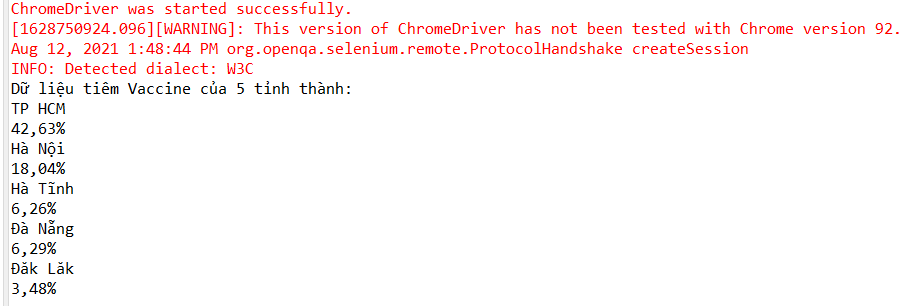 ChromeDriver was started successfully.
[1628750924.096][WARNING]: This version of ChromeDriver has not been tested with Chrome version 92.
Aug 12, 2021 1:48:44 PM org.openqa.selenium.remote.ProtocolHandshake createSession
INFO: Detected dialect: W3C
Dữ liệu tiêm Vaccine của 5 tỉnh thành:
TP HCM
42,63%
Hà Nội
18,04%
Hà Tĩnh
6,26%
Đà Nẵng
6,29%
Đăk Lăk
3,48%